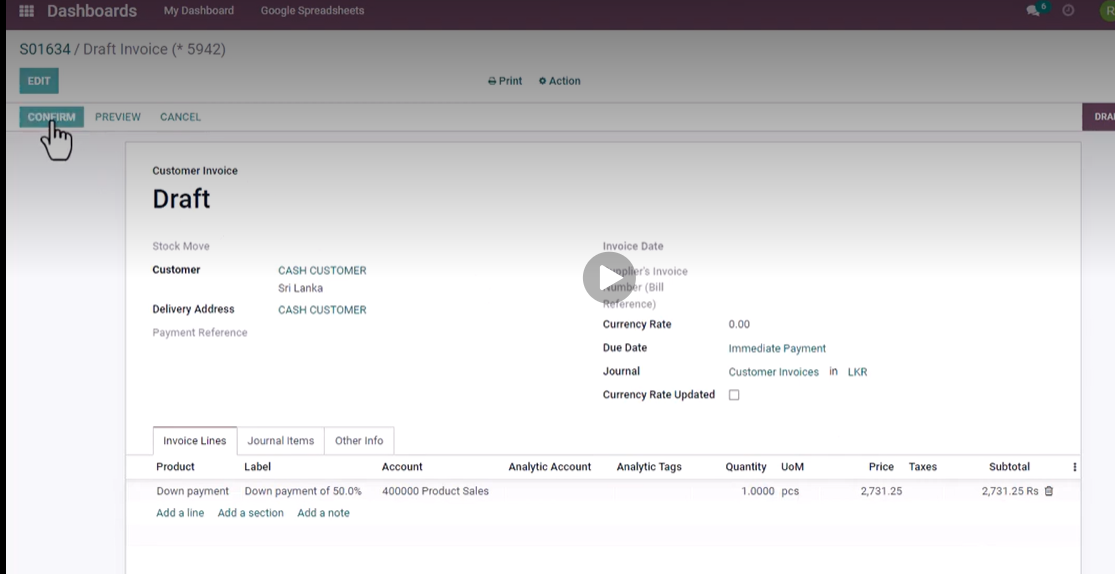 Dashboards My Dashboard Google Spreadsheets 6 R
S01634 / Draft Invoice (* 5942)
EDIT Print Action
CONFIRM PREVIEW CANCEL DRA
Customer Invoice
Draft
Stock Move Invoice Date
Customer CASH CUSTOMER Supplier's Invoice
Sri Lanka Number (Bill
Delivery Address CASH CUSTOMER Reference)
Payment Reference Currency Rate 0.00
Due Date Immediate Payment
Journal Customer Invoices in LKR
Currency Rate Updated
Invoice Lines Journal Items Other Info
Product Label Account Analytic Account Analytic Tags Quantity UoM Price Taxes Subtotal
Down payment Down payment of 50.0% 400000 Product Sales 1.0000 pcs 2,731.25 2,731.25 Rs
Add a line Add a section Add a note